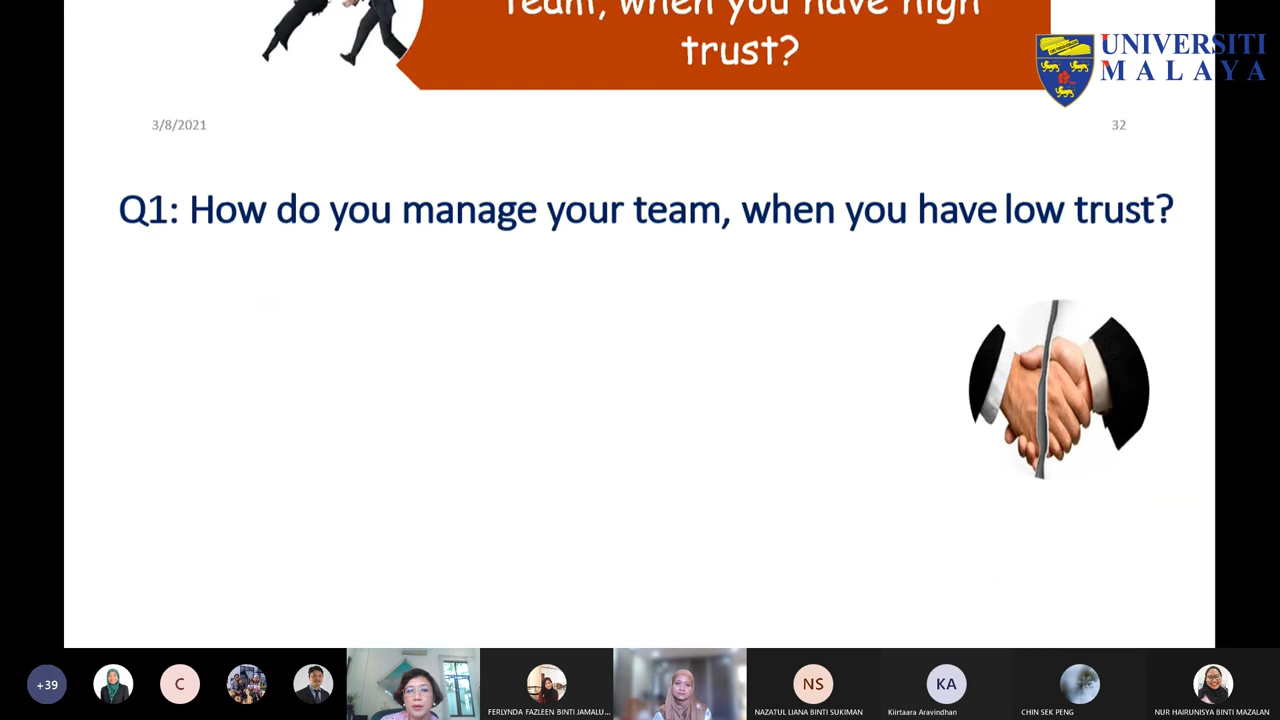 Team, when you have high
trust?
UNIVERSITI
MALAYA
3/8/2021
32
Q1: How do you manage your team, when you have low trust?
+39
C
FERLYNDA FAZLEEN BINTI JAMALU...
NS
NAZATUL LIANA BINTI SUKIMAN
KA
Kiirtaara Aravindhan
CHIN SEK PENG
NUR HAIRUNISYA BINTI MAZALAN